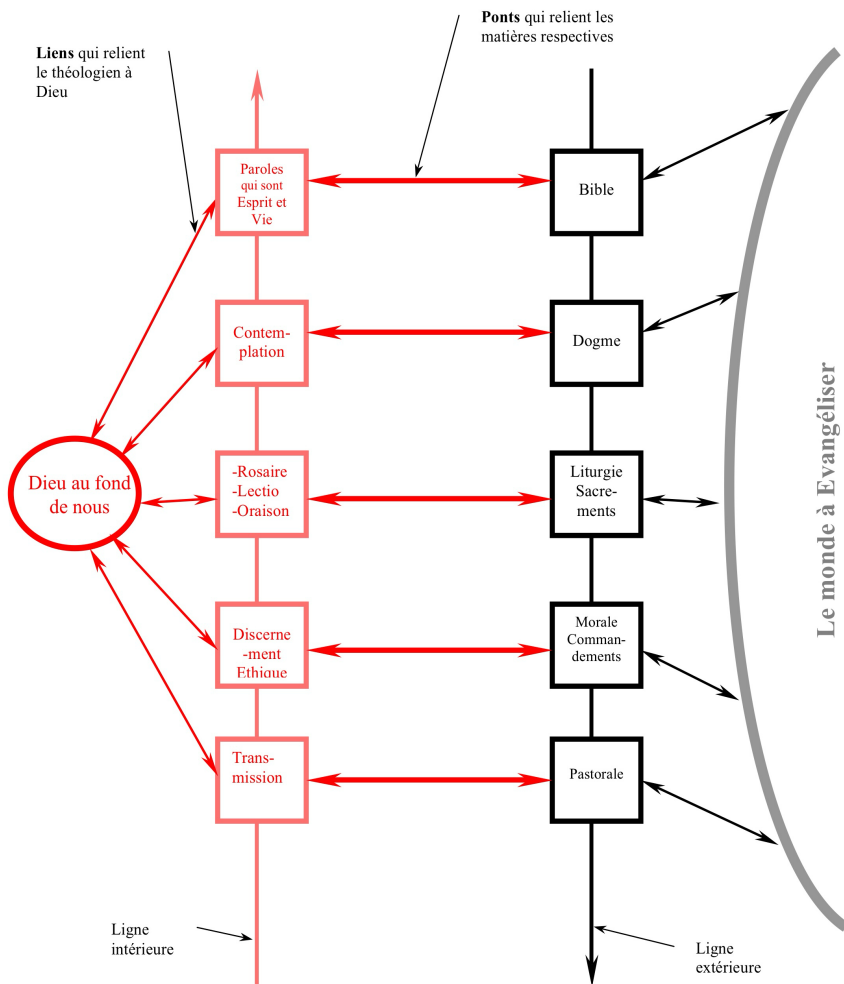 Liens qui relient
le théologien à
Dieu
Ponts qui relient les
matières respectives
Paroles
qui sont
Esprit et
Vie
Bible
Contem-
plation
Dogme
Dieu au fond
de nous
-Rosaire
-Lectio
-Oraison
Liturgie
Sacre-
ments
Le monde à Evangéliser
Discerne
-ment
Ethique
Morale
Comman-
dements
Trans-
mission
Pastorale
Ligne
intérieure
Ligne
extérieure